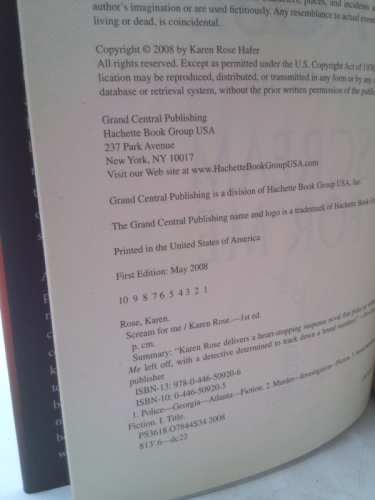 author's imagination or are used fictitiously. Any resemblance to actual
living or dead, is coincidental.
Copyright © 2008 by Karen Rose Hafer
All rights reserved. Except as permitted under the U.S. Copyright Act of 1976
lication may be reproduced, distributed, or transmitted in any form or by any
database or retrieval system, without the prior written permission of the
Grand Central Publishing
Hachette Book Group USA
237 Park Avenue
New York, NY 10017
Visit our Web site at www.HachetteBookGroupUSA.com
Grand Central Publishing is a division of Hachette Book Group USA, Inc.
The Grand Central Publishing name and logo is a trademark of Hachette Book
Printed in the United States of America
First Edition: May 2008
10 9 8 7 6 5 4 3 2 1
Rose, Karen.
Scream for me / Karen Rose.—1st ed.
p. cm.
Summary: "Karen Rose delivers a heart-stopping suspense novel that picks up
Me left off, with a detective determined to track down a brutal murderer"
publisher
ISBN-13: 978-0-446-50920-6
ISBN-10: 0-446-50920-5
1. Police—Georgia—Atlanta—Fiction. 2. Murder—Investigation—Fiction.
Fiction. I. Title.
PS3618.O7844S34 2008
813'.6—dc22